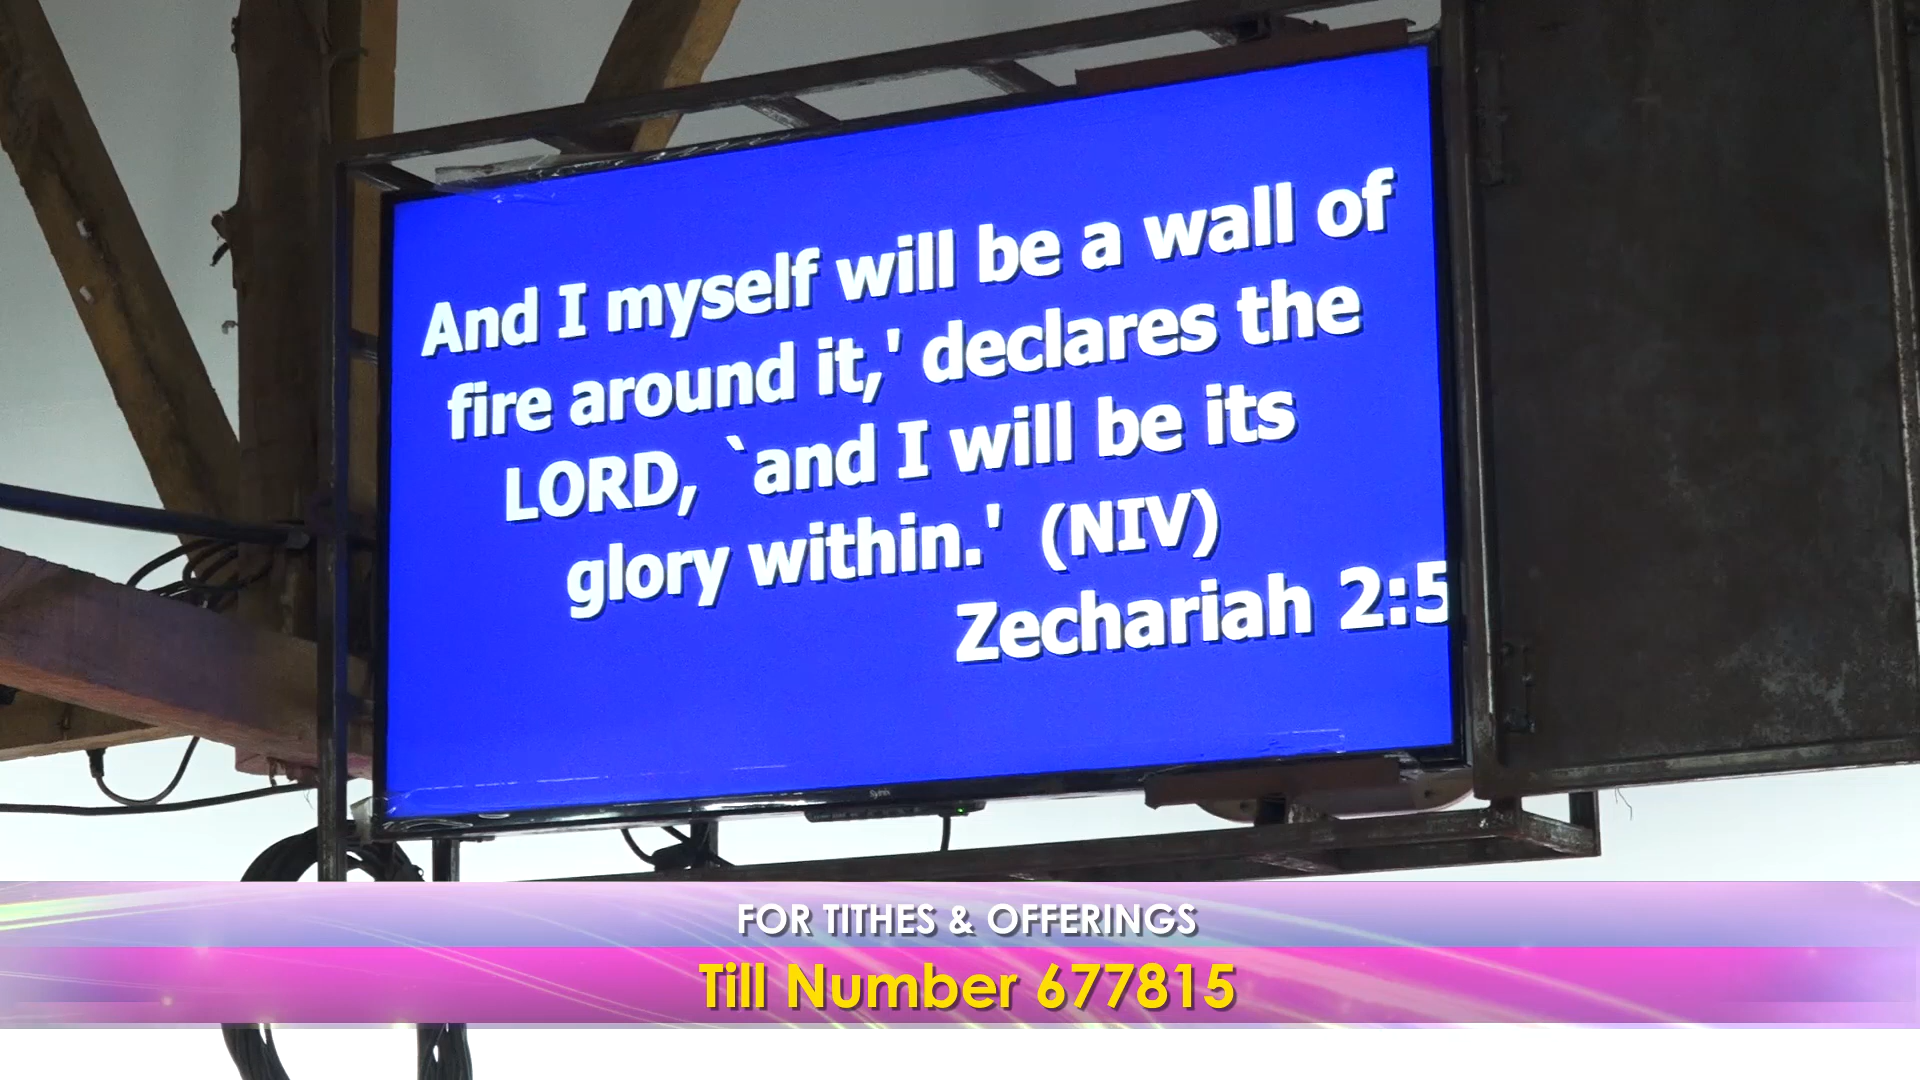 And I myself will be a wall of
fire around it,' declares the
LORD, `and I will be its
glory within.' (NIV)
Zechariah 2:5
FOR TITHES & OFFERINGS
Till Number 677815